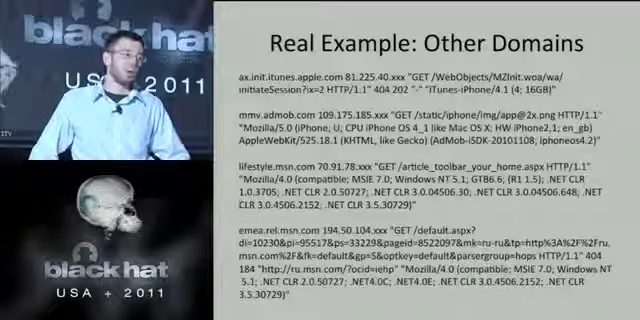 black hat
US 2011
ITV
black hat
USA + 2011
Real Example: Other Domains
ax.init.itunes.apple.com 81.225.40.xxx "GET /WebObjects/MZInit.woa/wa/
initiateSession?ix=2 HTTP/1.1" 404 202 "-" "iTunes-iPhone/4.1 (4; 16GB)"
mmv.admob.com 109.175.185.xxx "GET /static/iphone/img/app@2x.png HTTP/1.1"
"Mozilla/5.0 (iPhone; U; CPU iPhone OS 4_1 like Mac OS X; HW iPhone2,1; en_gb)
AppleWebKit/525.18.1 (KHTML, like Gecko) (AdMob-iSDK-20101108; iphoneos4.2)"
lifestyle.msn.com 70.91.78.xxx "GET /article_toolbar_your_home.aspx HTTP/1.1"
"Mozilla/4.0 (compatible; MSIE 7.0; Windows NT 5.1; GTB6.6; (R1 1.5); .NET CLR
1.0.3705; .NET CLR 2.0.50727; .NET CLR 3.0.04506.30; .NET CLR 3.0.04506.648; .NET
CLR 3.0.4506.2152; .NET CLR 3.5.30729)"
emea.rel.msn.com 194.50.104.xxx "GET /default.aspx?
di=10230&pi=95517&ps=33229&pageid=8522097&mk=ru-ru&tp=http%3A%2F%2Fru.
msn.com%2F&fk=default&gp=S&optkey=default&parsergroup=hops HTTP/1.1" 404
184 "http://ru.msn.com/?ocid=iehp" "Mozilla/4.0 (compatible; MSIE 7.0; Windows NT
5.1; .NET CLR 2.0.50727; .NET4.0C; .NET4.0E; .NET CLR 3.0.4506.2152; .NET CLR
3.5.30729)"